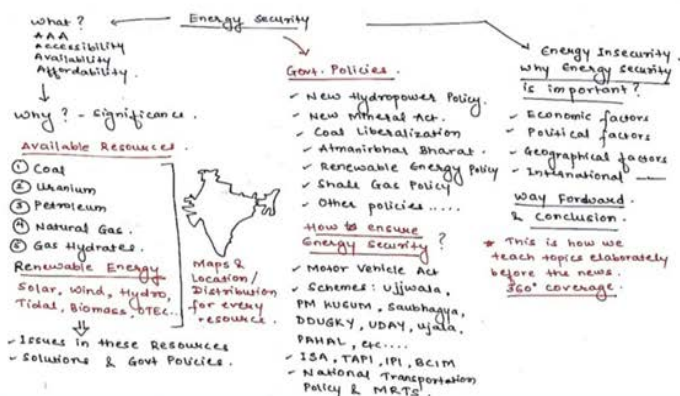 Energy Security
What?
AAA
Accessibility
Availability
Affordability.
Why? - Significance.
Available Resources.
① Coal
② Uranium
③ Petroleum
④ Natural Gas.
⑤ Gas Hydrates.
Renewable Energy
Solar, Wind, Hydro,
Tidal, Biomass, OTEC...
Maps &
Location/
Distribution
for every
resource.
✓ Issues in these Resources
✓ Solutions & Govt Policies.
Govt. Policies.
✓ New Hydropower Policy.
✓ New Mineral Act.
✓ Coal Liberalization
✓ Atmanirbhar Bharat.
✓ Renewable Energy Policy
✓ Shale Gas Policy
✓ Other policies.....
How to ensure
Energy Security?
✓ Motor Vehicle Act
✓ Schemes: Ujjwala,
PM KUSUM, Saubhagya,
DDUGKY, UDAY, Ujala,
PAHAL, etc....
✓ ISA, TAPI, IPI, BCIM
✓ National Transportation
Policy & MRTS.
Energy Insecurity.
Why Energy Security
is important?
✓ Economic factors
✓ Political factors
✓ Geographical factors
✓ International
Way Forward
& Conclusion.
* This is how we
teach topics elaborately
before the news.
360° coverage.